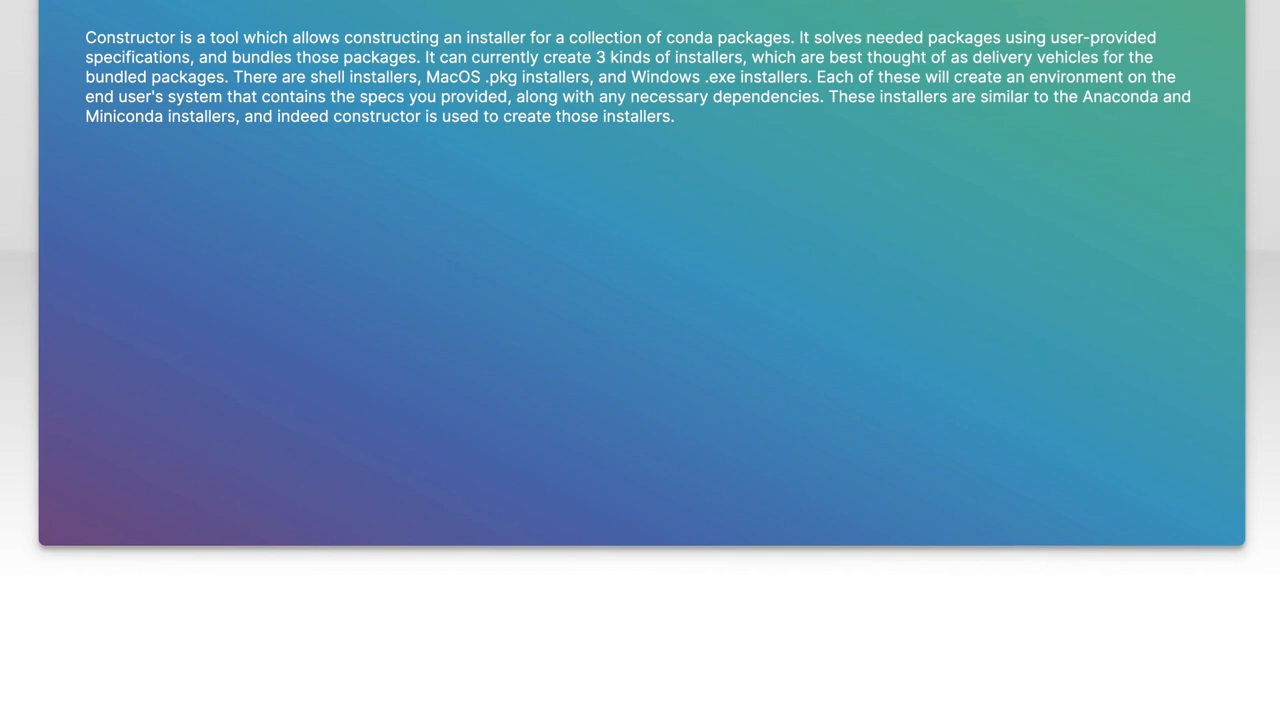 Constructor is a tool which allows constructing an installer for a collection of conda packages. It solves needed packages using user-provided
specifications, and bundles those packages. It can currently create 3 kinds of installers, which are best thought of as delivery vehicles for the
bundled packages. There are shell installers, MacOS .pkg installers, and Windows .exe installers. Each of these will create an environment on the
end user's system that contains the specs you provided, along with any necessary dependencies. These installers are similar to the Anaconda and
Miniconda installers, and indeed constructor is used to create those installers.